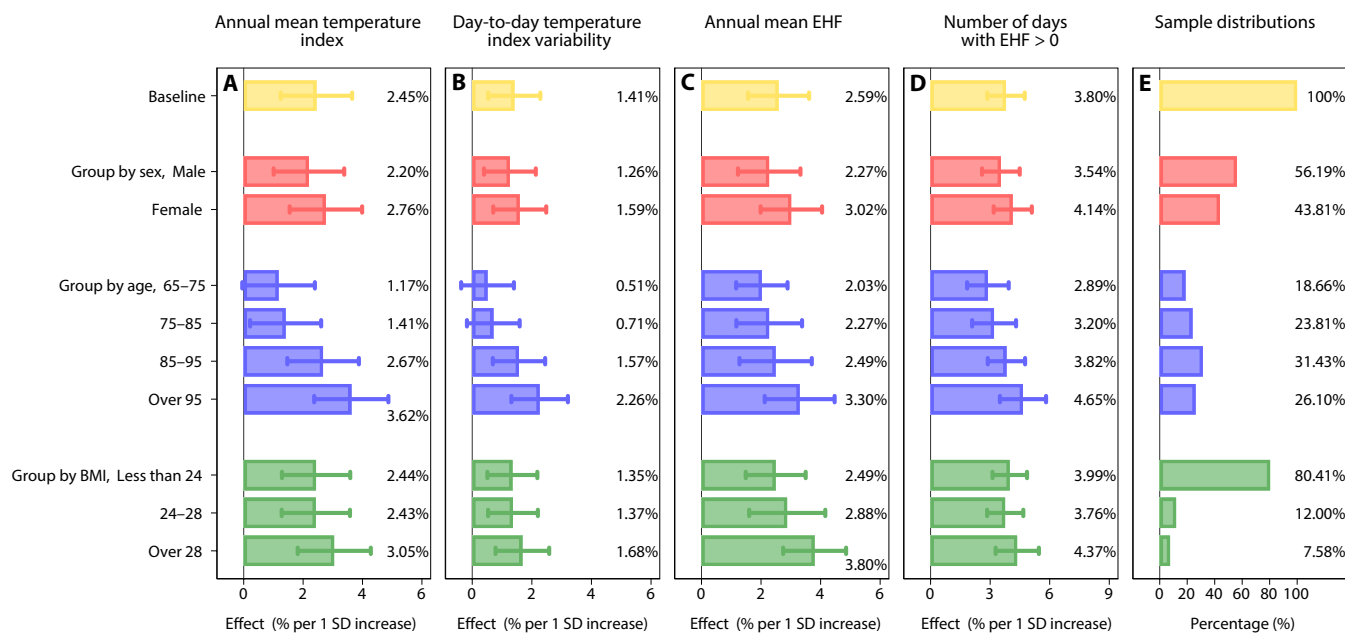 Annual mean temperature
index
Day-to-day temperature
index variability
Annual mean EHF
Number of days
with EHF > 0
Sample distributions
A
B
C
D
E
Baseline
2.45%
1.41%
2.59%
3.80%
100%
Group by sex, Male
2.20%
1.26%
2.27%
3.54%
56.19%
Female
2.76%
1.59%
3.02%
4.14%
43.81%
Group by age, 65–75
1.17%
0.51%
2.03%
2.89%
18.66%
75–85
1.41%
0.71%
2.27%
3.20%
23.81%
85–95
2.67%
1.57%
2.49%
3.82%
31.43%
Over 95
3.62%
2.26%
3.30%
4.65%
26.10%
Group by BMI, Less than 24
2.44%
1.35%
2.49%
3.99%
80.41%
24–28
2.43%
1.37%
2.88%
3.76%
12.00%
Over 28
3.05%
1.68%
3.80%
4.37%
7.58%
0 2 4 6
0 2 4 6
0 2 4 6
0 3 6 9
0 20 40 60 80 100
Effect (% per 1 SD increase)
Effect (% per 1 SD increase)
Effect (% per 1 SD increase)
Effect (% per 1 SD increase)
Percentage (%)